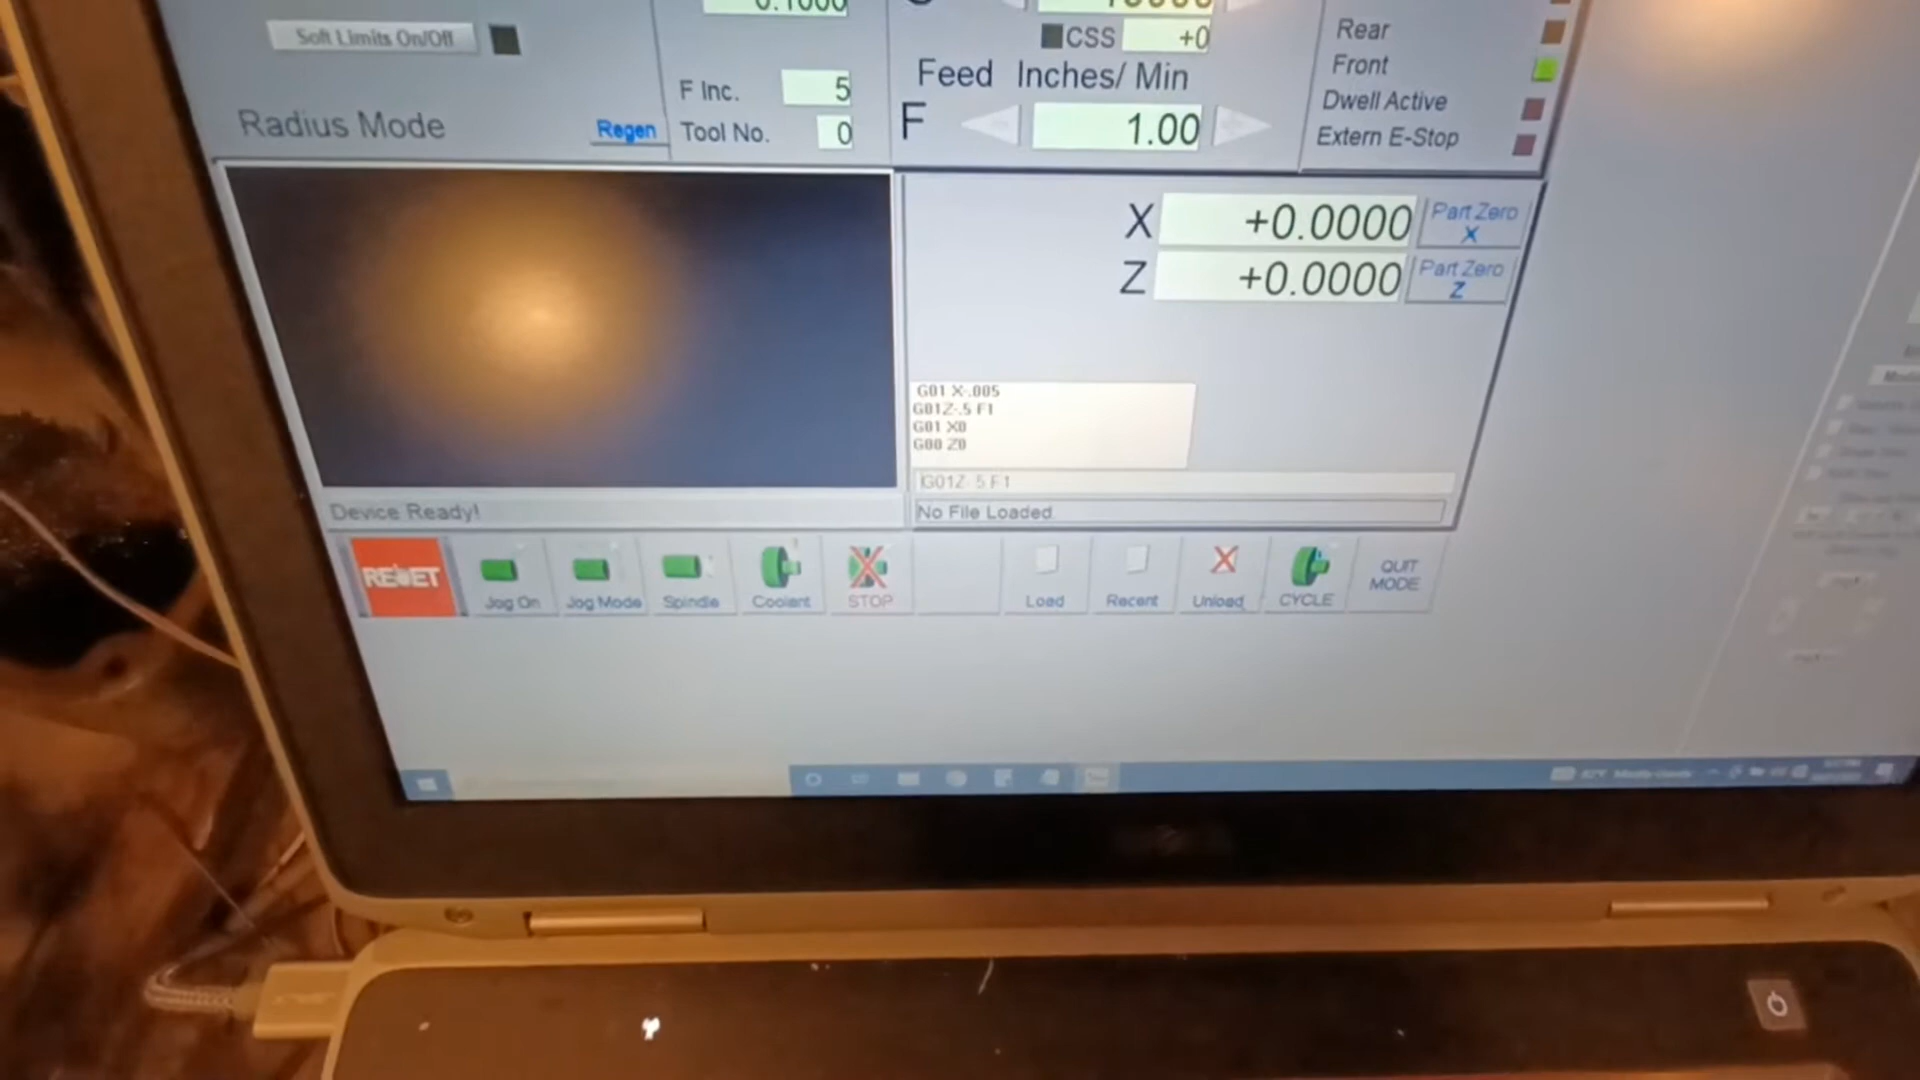 Soft Limits On/Off
CSS +0
Rear
Front
Dwell Active
Extern E-Stop
Feed Inches/ Min
F Inc. 5
F 1.00
Radius Mode
Regen
Tool No. 0
X +0.0000 Part Zero X
Z +0.0000 Part Zero Z
G01 X-.005
G01Z-.5 F1
G01 X0
G00 Z0
G01Z-.5 F1
Device Ready!
No File Loaded.
RESET
Jog On
Jog Mode
Spindle
Coolant
STOP
Load
Recent
Unload
CYCLE
QUIT
MODE